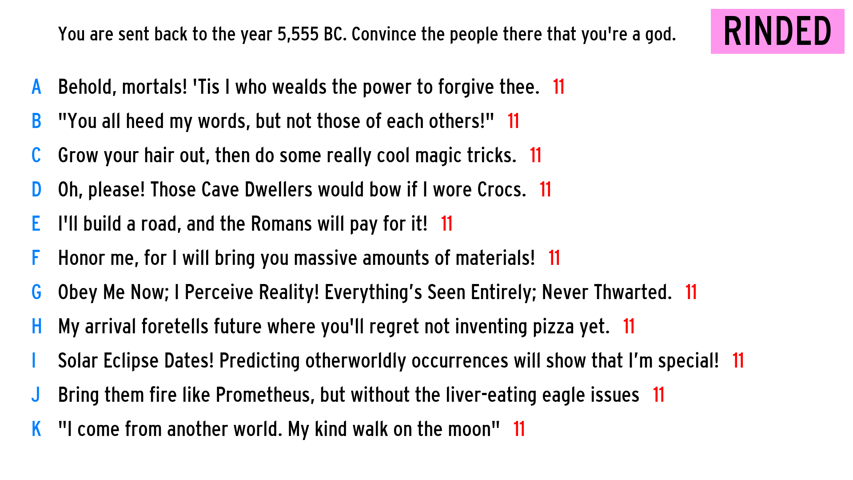 You are sent back to the year 5,555 BC. Convince the people there that you're a god.
RINDED
A Behold, mortals! 'Tis I who wealds the power to forgive thee. 11
B "You all heed my words, but not those of each others!" 11
C Grow your hair out, then do some really cool magic tricks. 11
D Oh, please! Those Cave Dwellers would bow if I wore Crocs. 11
E I'll build a road, and the Romans will pay for it! 11
F Honor me, for I will bring you massive amounts of materials! 11
G Obey Me Now; I Perceive Reality! Everything’s Seen Entirely; Never Thwarted. 11
H My arrival foretells future where you'll regret not inventing pizza yet. 11
I Solar Eclipse Dates! Predicting otherworldly occurrences will show that I’m special! 11
J Bring them fire like Prometheus, but without the liver-eating eagle issues 11
K "I come from another world. My kind walk on the moon" 11